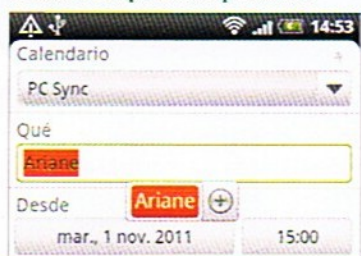 14:53
Calendario
PC Sync
Qué
Ariane
Ariane
Desde
mar., 1 nov. 2011 15:00